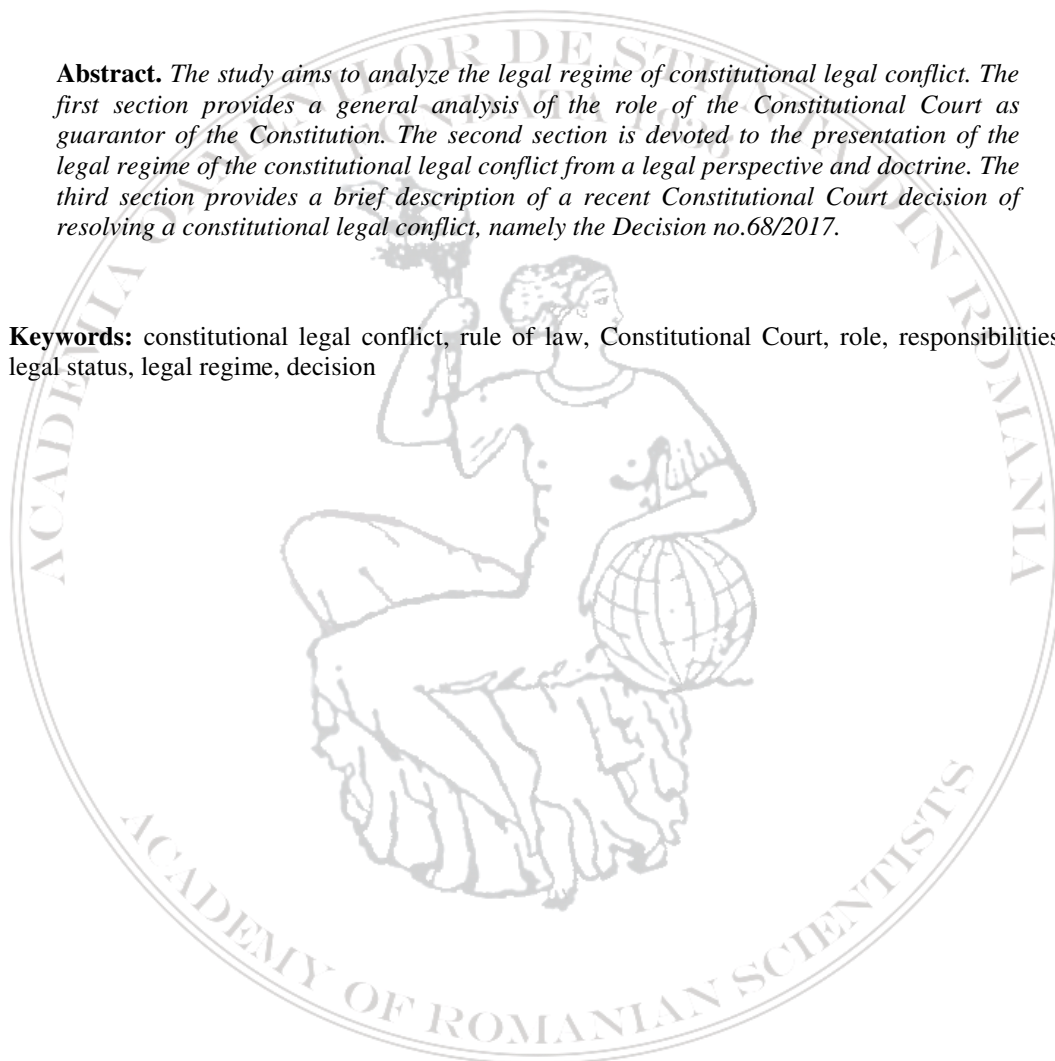 ACADEMIA OAMENILOR DE STIINTA DIN ROMANIA
FONDATA 1936
Abstract. The study aims to analyze the legal regime of constitutional legal conflict. The
first section provides a general analysis of the role of the Constitutional Court as
guarantor of the Constitution. The second section is devoted to the presentation of the
legal regime of the constitutional legal conflict from a legal perspective and doctrine. The
third section provides a brief description of a recent Constitutional Court decision of
resolving a constitutional legal conflict, namely the Decision no.68/2017.
Keywords: constitutional legal conflict, rule of law, Constitutional Court, role, responsibilities
legal status, legal regime, decision
ACADEMY OF ROMANIAN SCIENTISTS